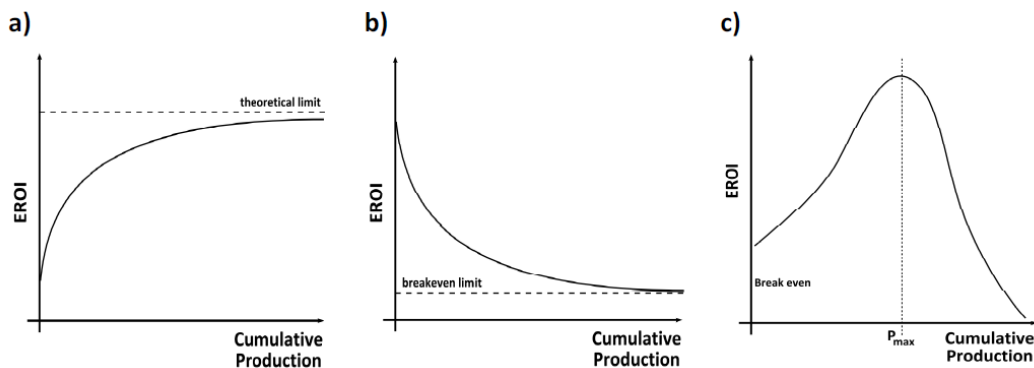 a)
theoretical limit
EROI
Cumulative
Production
b)
breakeven limit
EROI
Cumulative
Production
c)
EROI
Break even
Pmax
Cumulative
Production